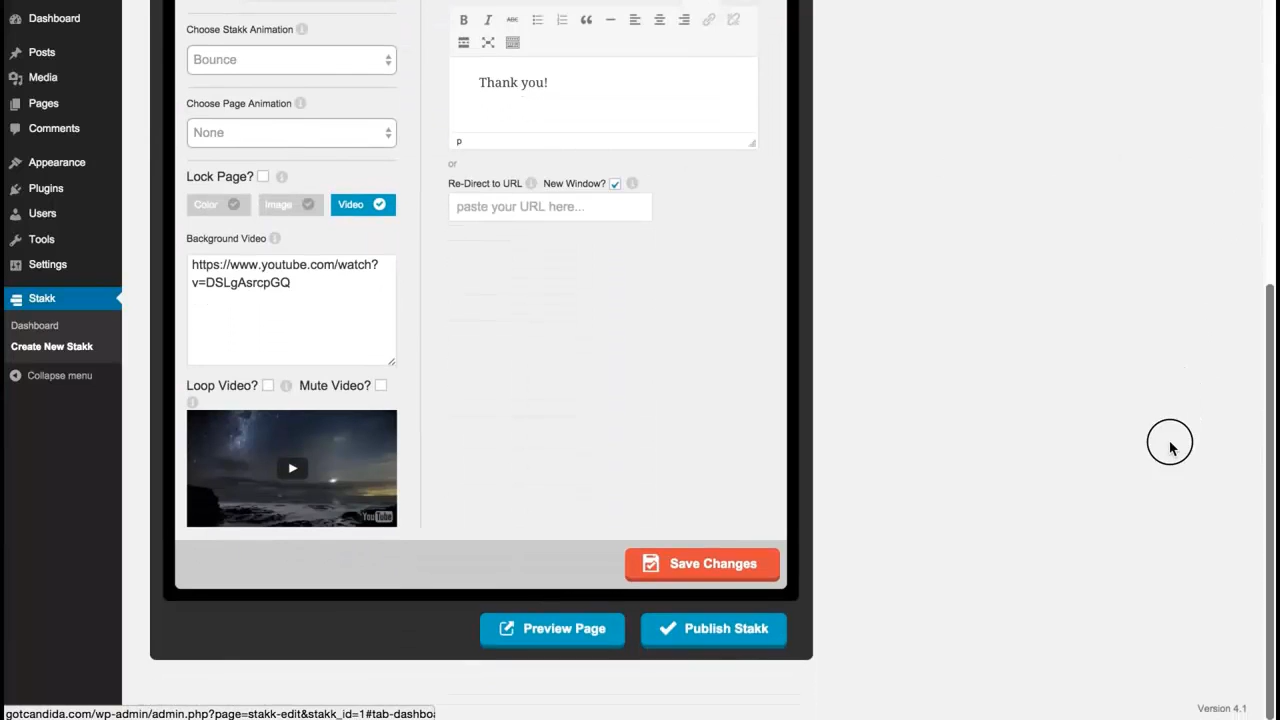 Dashboard
Posts
Media
Pages
Comments
Appearance
Plugins
Users
Tools
Settings
Stakk
Dashboard
Create New Stakk
Collapse menu
Choose Stakk Animation
Bounce
Choose Page Animation
None
Lock Page?
Color
Image
Video
Background Video
https://www.youtube.com/watch?
v=DSLgAsrcpGQ
Loop Video? Mute Video?
YouTube
B I ABC
Thank you!
p
or
Re-Direct to URL New Window?
paste your URL here...
Save Changes
Preview Page
Publish Stakk
Version 4.1
gotcandida.com/wp-admin/admin.php?page=stakk-edit&stakk_id=1#tab-dashboa